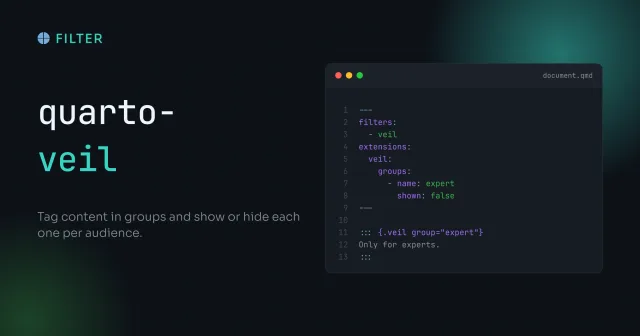 FILTER
quarto-
veil
Tag content in groups and show or hide each
one per audience.
document.qmd
1 ---
2 filters:
3   - veil
4 extensions:
5   veil:
6     groups:
7       - name: expert
8         shown: false
9 ---
10
11 ::: {.veil group="expert"}
12 Only for experts.
13 :::